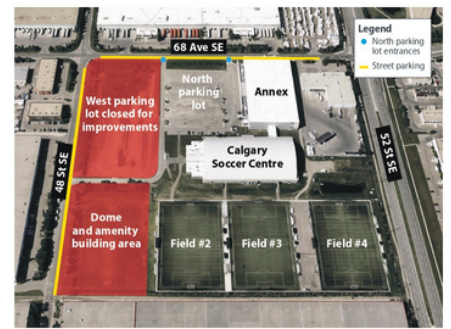 68 Ave SE
Legend
North parking
lot entrances
Street parking
North
parking
lot
Annex
West parking
lot closed for
improvements
Calgary
Soccer Centre
48 St SE
52 St SE
Dome
and amenity
building area
Field #2
Field #3
Field #4